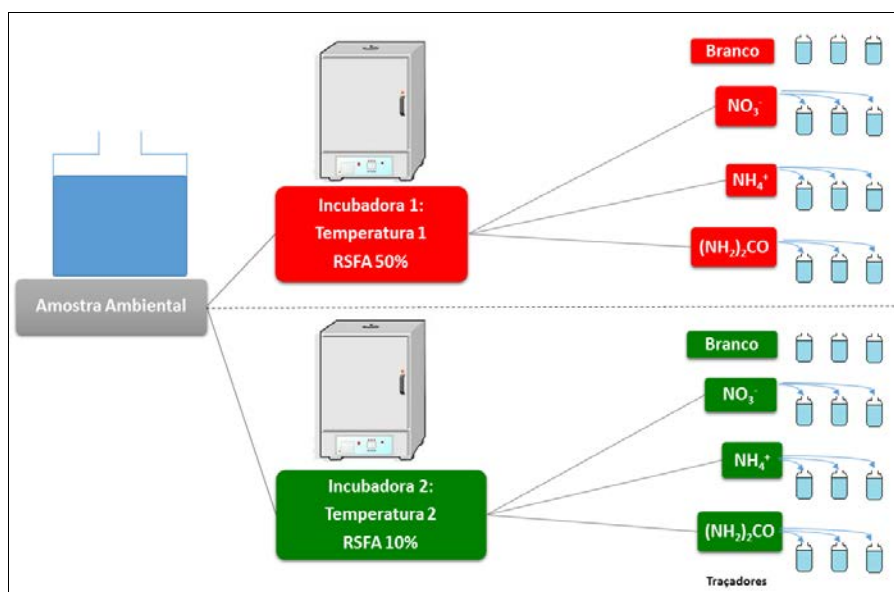 Amostra Ambiental
Incubadora 1:
Temperatura 1
RSFA 50%
Branco
NO₃⁻
NH₄⁺
(NH₂)₂CO
Incubadora 2:
Temperatura 2
RSFA 10%
Branco
NO₃⁻
NH₄⁺
(NH₂)₂CO
Traçadores